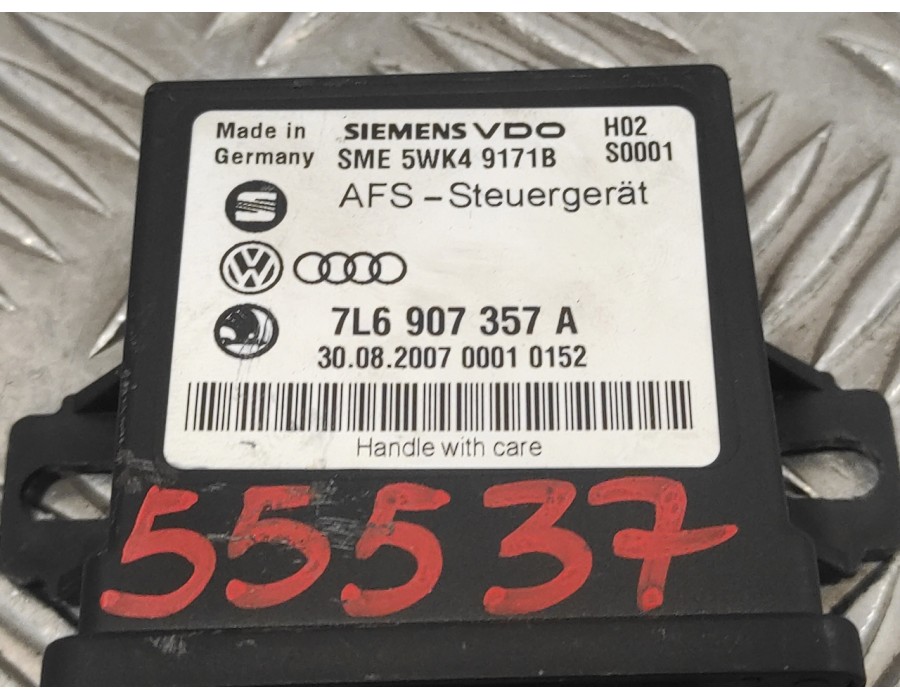 Made in SIEMENS VDO H02
Germany SME 5WK4 9171B S0001
AFS – Steuergerät
7L6 907 357 A
30.08.2007 0001 0152
Handle with care
55537